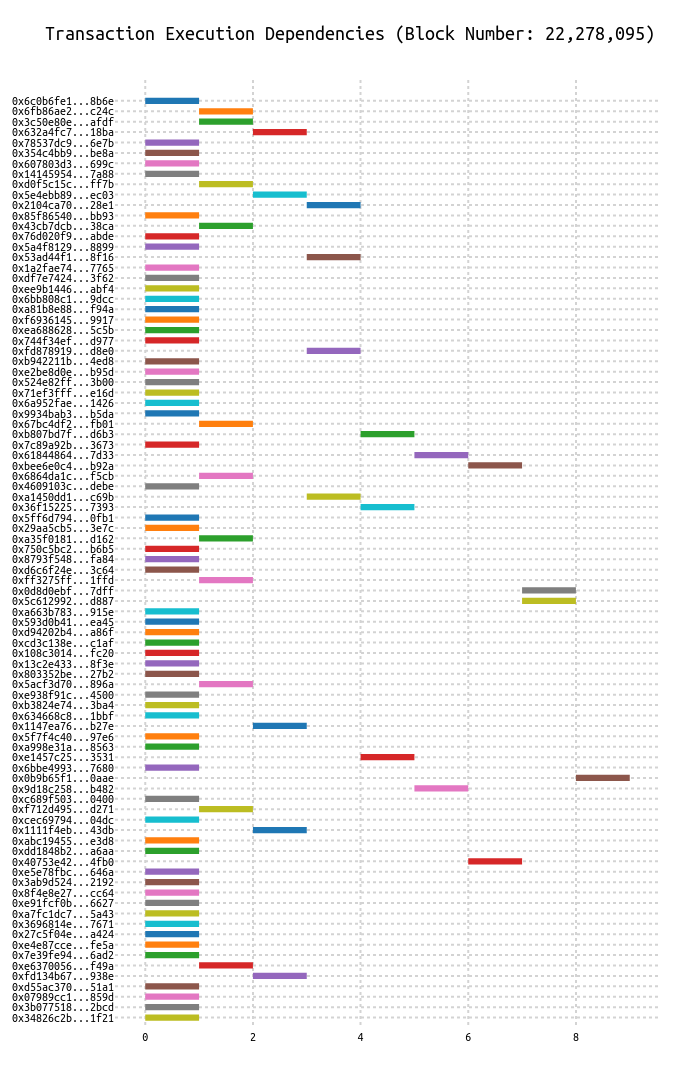 Transaction Execution Dependencies (Block Number: 22,278,095)
0x6c0b6fe1...8b6e
0x6fb86ae2...c24c
0x3c50e80e...afdf
0x632a4fc7...18ba
0x78537dc9...6e7b
0x354c4bb9...be8a
0x607803d3...699c
0x14145954...7a88
0xd0f5c15c...ff7b
0x5e4ebb89...ec03
0x2104ca70...28e1
0x85f86540...bb93
0x43cb7dcb...38ca
0x76d020f9...abde
0x5a4f8129...8899
0x53ad44f1...8f16
0x1a2fae74...7765
0xdf7e7424...3f62
0xee9b1446...abf4
0x6bb808c1...9dcc
0xa81b8e88...f94a
0xf6936145...9917
0xea688628...5c5b
0x744f34ef...d977
0xfd878919...d8e0
0xb942211b...4ed8
0xe2be8d0e...b95d
0x524e82ff...3b00
0x71ef3fff...e16d
0x6a952fae...1426
0x9934bab3...b5da
0x67bc4df2...fb01
0xb807bd7f...d6b3
0x7c89a92b...3673
0x61844864...7d33
0xbee6e0c4...b92a
0x6864da1c...f5cb
0x4609103c...debe
0xa1450dd1...c69b
0x36f15225...7393
0x5ff6d794...0fb1
0x29aa5cb5...3e7c
0xa35f0181...d162
0x750c5bc2...b6b5
0x8793f548...fa84
0xd6c6f24e...3c64
0xff3275ff...1ffd
0x0d8d0ebf...7dff
0x5c612992...d887
0xa663b783...915e
0x593d0b41...ea45
0xd94202b4...a86f
0xcd3c138e...c1af
0x108c3014...fc20
0x13c2e433...8f3e
0x803352be...27b2
0x5acf3d70...896a
0xe938f91c...4500
0xb3824e74...3ba4
0x634668c8...1bbf
0x1147ea76...b27e
0x5f7f4c40...97e6
0xa998e31a...8563
0xe1457c25...3531
0x6bbe4993...7680
0x0b9b65f1...0aae
0x9d18c258...b482
0xc689f503...0400
0xf712d495...d271
0xcec69794...04dc
0x1111f4eb...43db
0xabc19455...e3d8
0xdd1848b2...a6aa
0x40753e42...4fb0
0xe5e78fbc...646a
0x3ab9d524...2192
0x8f4e8e27...cc64
0xe91fcf0b...6627
0xa7fc1dc7...5a43
0x3696814e...7671
0x27c5f04e...a424
0xe4e87cce...fe5a
0x7e39fe94...6ad2
0xe6370056...f49a
0xfd134b67...938e
0xd55ac370...51a1
0x07989cc1...859d
0x3b077518...2bcd
0x34826c2b...1f21
0 2 4 6 8